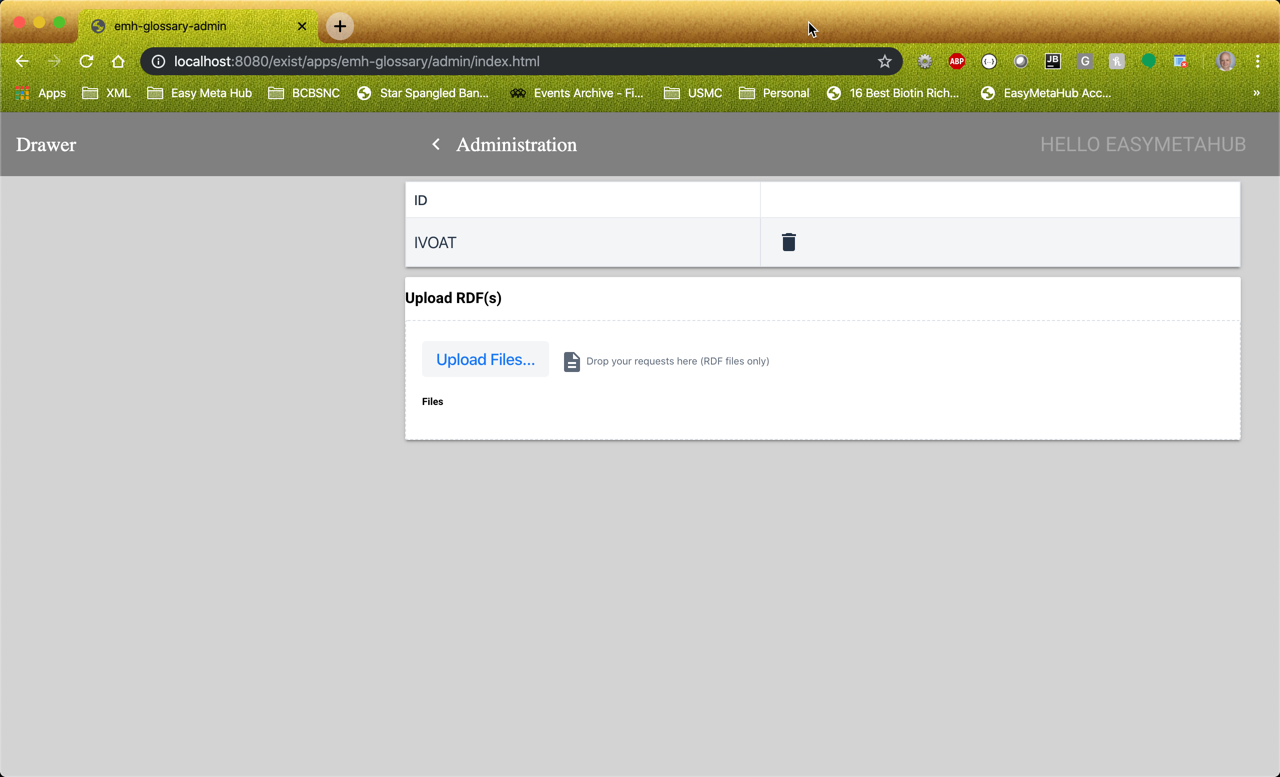 emh-glossary-admin
localhost:8080/exist/apps/emh-glossary/admin/index.html
ABP
JB
G
Apps XML Easy Meta Hub BCBSNC Star Spangled Ban... Events Archive - Fi... USMC Personal 16 Best Biotin Rich... EasyMetaHub Acc... »
Drawer Administration HELLO EASYMETAHUB
ID
IVOAT
Upload RDF(s)
Upload Files... Drop your requests here (RDF files only)
Files